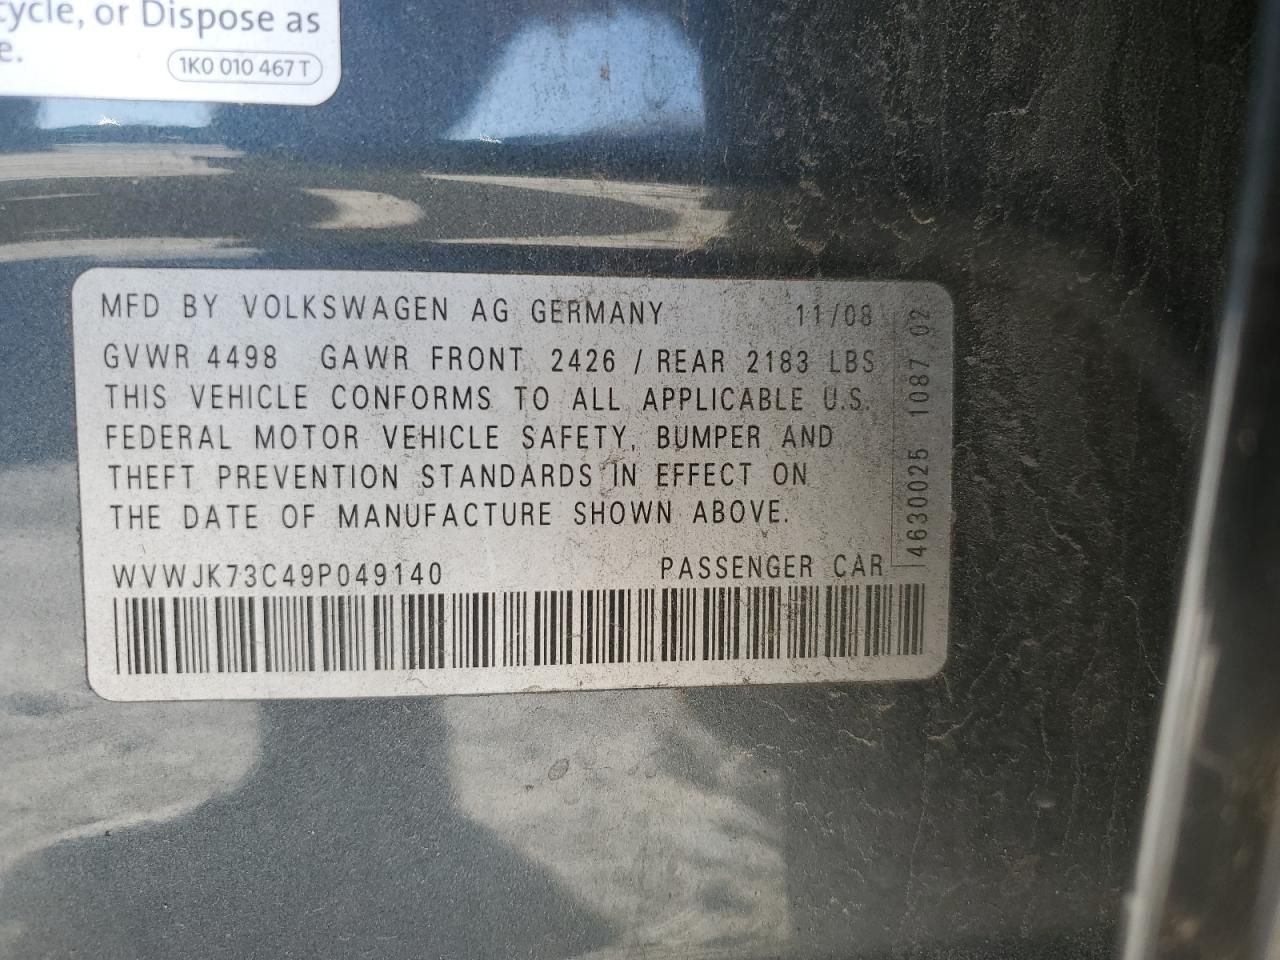 cycle, or Dispose as
e.
1K0 010 467 T
MFD BY VOLKSWAGEN AG GERMANY 11/08
GVWR 4498 GAWR FRONT 2426 / REAR 2183 LBS
THIS VEHICLE CONFORMS TO ALL APPLICABLE U.S.
FEDERAL MOTOR VEHICLE SAFETY, BUMPER AND
THEFT PREVENTION STANDARDS IN EFFECT ON
THE DATE OF MANUFACTURE SHOWN ABOVE.
WVWJK73C49P049140 PASSENGER CAR
4630025 1087 02